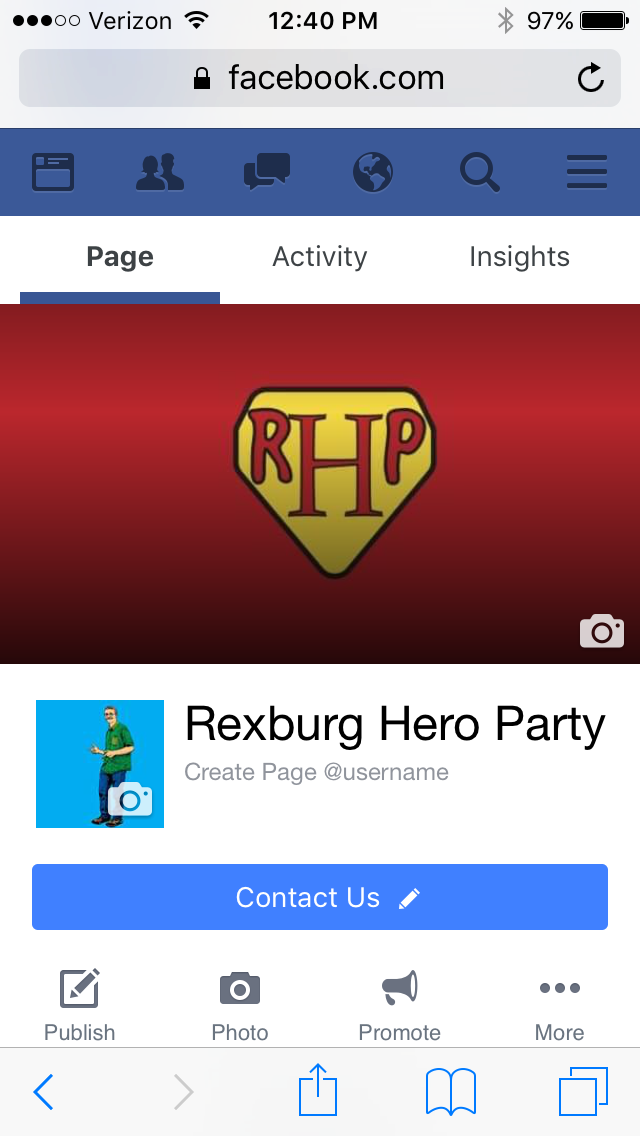 Verizon 12:40 PM 97%
facebook.com
Page Activity Insights
RHP
Rexburg Hero Party
Create Page @username
Contact Us
Publish Photo Promote More